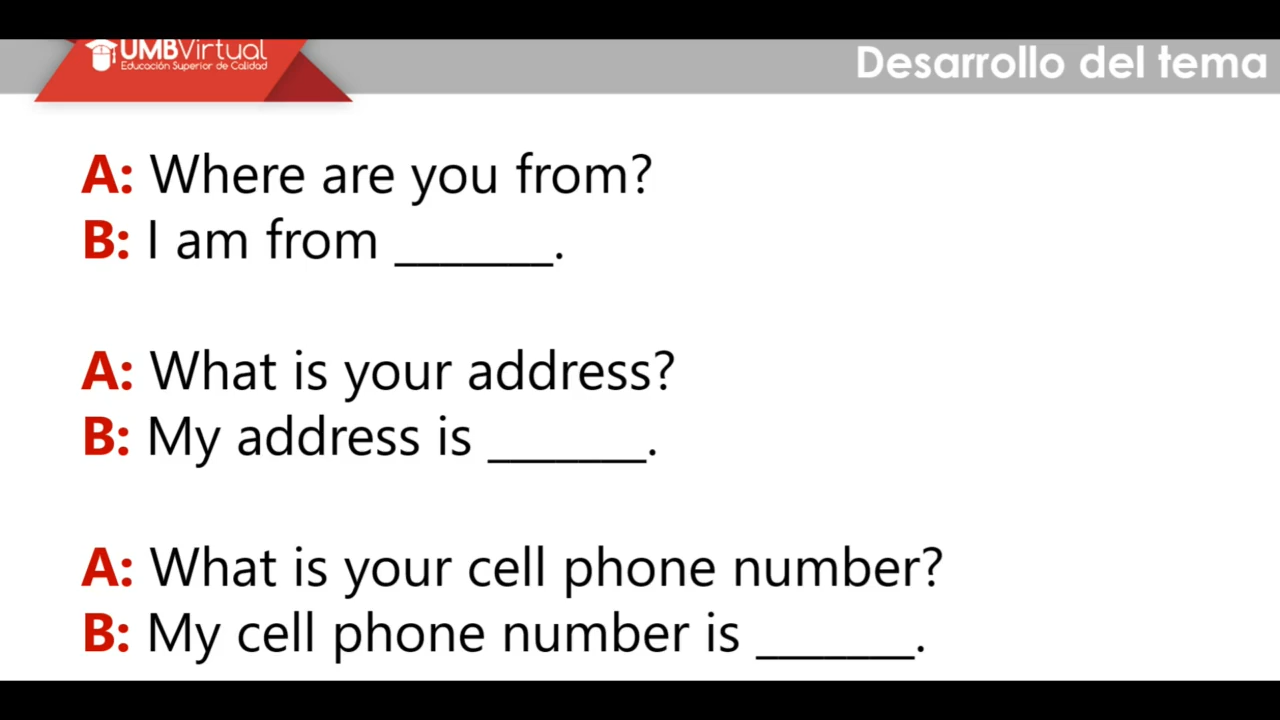 UMBVirtual
Educación Superior de Calidad
Desarrollo del tema
A: Where are you from?
B: I am from _______.
A: What is your address?
B: My address is _______.
A: What is your cell phone number?
B: My cell phone number is _______.